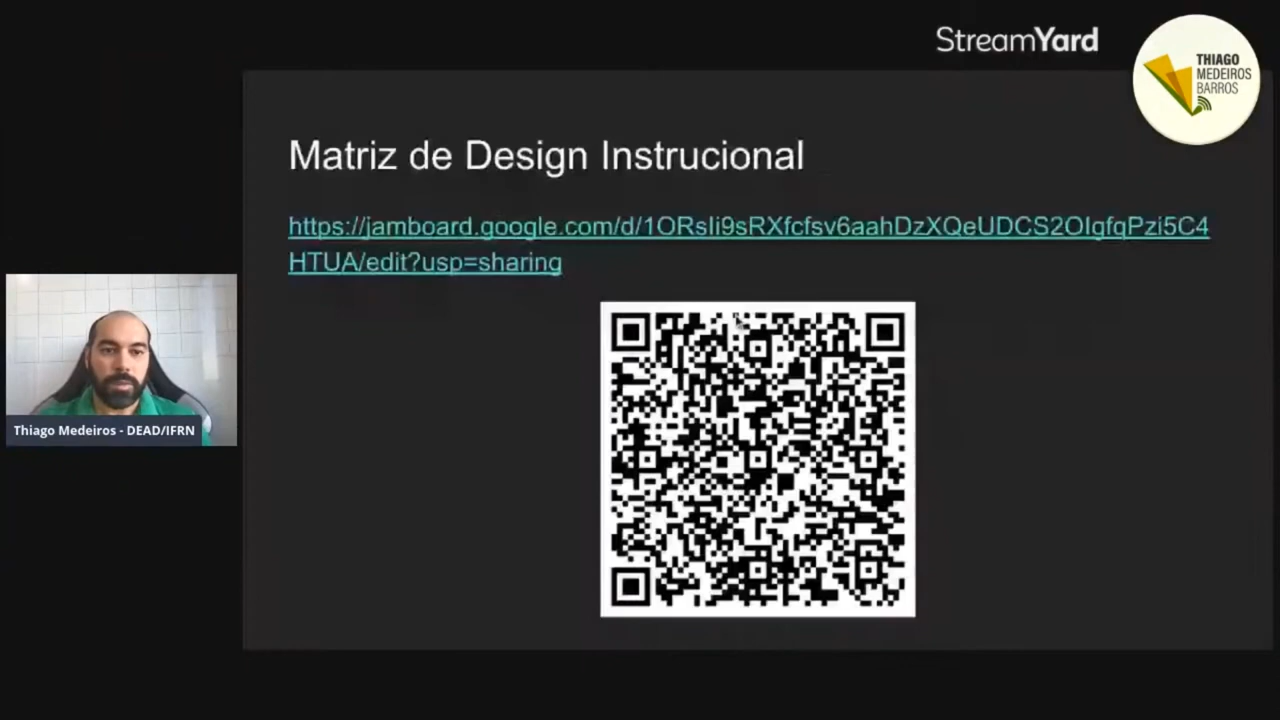 StreamYard
THIAGO
MEDEIROS
BARROS
Matriz de Design Instrucional
https://jamboard.google.com/d/1ORsIi9sRXfcfsv6aahDzXQeUDCS2OIgfqPzi5C4
HTUA/edit?usp=sharing
Thiago Medeiros - DEAD/IFRN